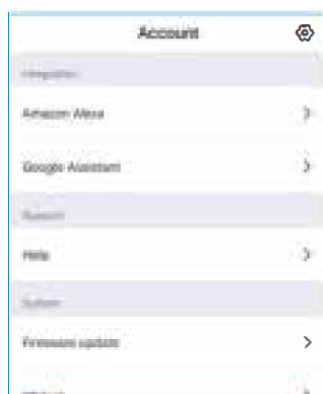 Account
Integration
Amazon Alexa
Google Assistant
Support
Help
System
Firmware update